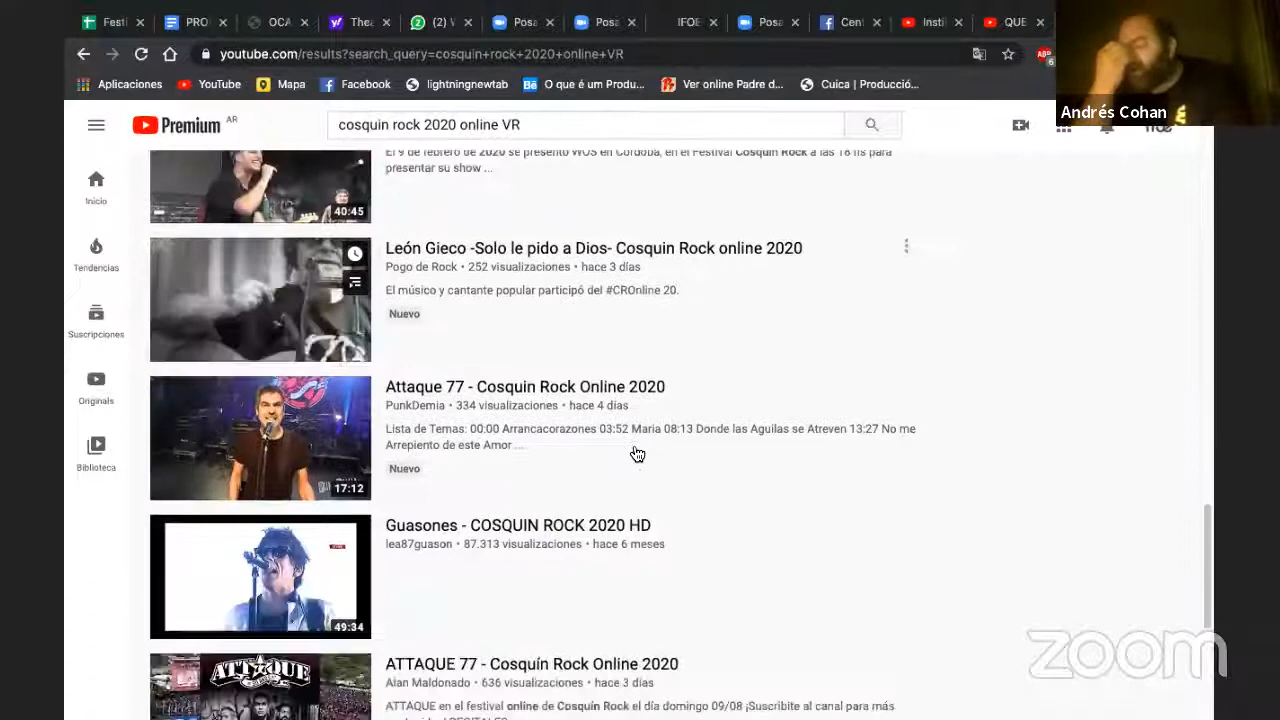 Festi
PRO
OCA
Thea
(2) V
Posa
Posa
IFOE
Posa
Cent
Insti
QUE
youtube.com/results?search_query=cosquin+rock+2020+online+VR
Aplicaciones
YouTube
Mapa
Facebook
lightningnewtab
O que é um Produ...
Ver online Padre d...
Cuica | Producció...
Andrés Cohan
Premium AR
cosquin rock 2020 online VR
El 9 de febrero de 2020 se presentó WOS en Córdoba, en el Festival Cosquín Rock a las 18 hs para
presentar su show ...
40:45
Inicio
Tendencias
Suscripciones
Originals
Biblioteca
León Gieco -Solo le pido a Dios- Cosquin Rock online 2020
Pogo de Rock • 252 visualizaciones • hace 3 días
El músico y cantante popular participó del #CROnline 20.
Nuevo
Attaque 77 - Cosquin Rock Online 2020
PunkDemia • 334 visualizaciones • hace 4 días
Lista de Temas: 00:00 Arrancacorazones 03:52 Maria 08:13 Donde las Aguilas se Atreven 13:27 No me
Arrepiento de este Amor ...
Nuevo
17:12
Guasones - COSQUIN ROCK 2020 HD
lea87guason • 87.313 visualizaciones • hace 6 meses
49:34
ATTAQUE 77 - Cosquín Rock Online 2020
Alan Maldonado • 636 visualizaciones • hace 3 días
ATTAQUE en el festival online de Cosquín Rock el día domingo 09/08 ¡Suscribite al canal para más
ATTAQUE
zoom